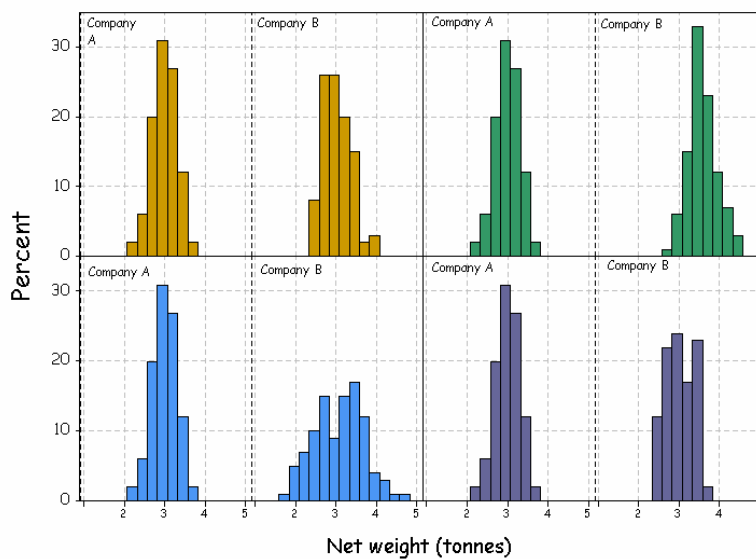 Company
A
Company B
Company A
Company B
30
20
10
0
Company A
Company B
Company A
Company B
30
20
10
0
2 3 4 5 2 3 4 5 2 3 4 2 3 4 5
Percent
Net weight (tonnes)